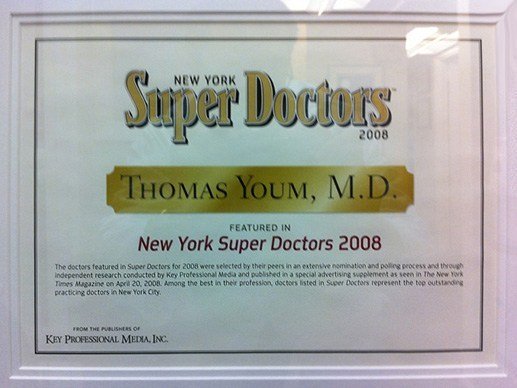 NEW YORK
Super Doctors™
2008
THOMAS YOUM, M.D.
FEATURED IN
New York Super Doctors 2008
The doctors featured in Super Doctors for 2008 were selected by their peers in an extensive nomination and polling process and through
independent research conducted by Key Professional Media and published in a special advertising supplement as seen in The New York
Times Magazine on April 20, 2008. Among the best in their profession, doctors listed in Super Doctors represent the top outstanding
practicing doctors in New York City.
FROM THE PUBLISHERS OF
KEY PROFESSIONAL MEDIA, INC.